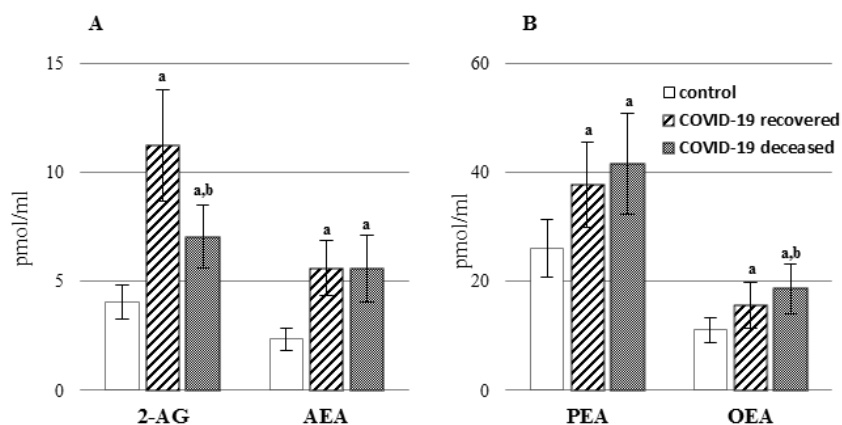 A
B
15
10
5
0
pmol/ml
a
a,b
a
a
2-AG
AEA
60
40
20
0
pmol/ml
a
a
a
a,b
control
COVID-19 recovered
COVID-19 deceased
PEA
OEA